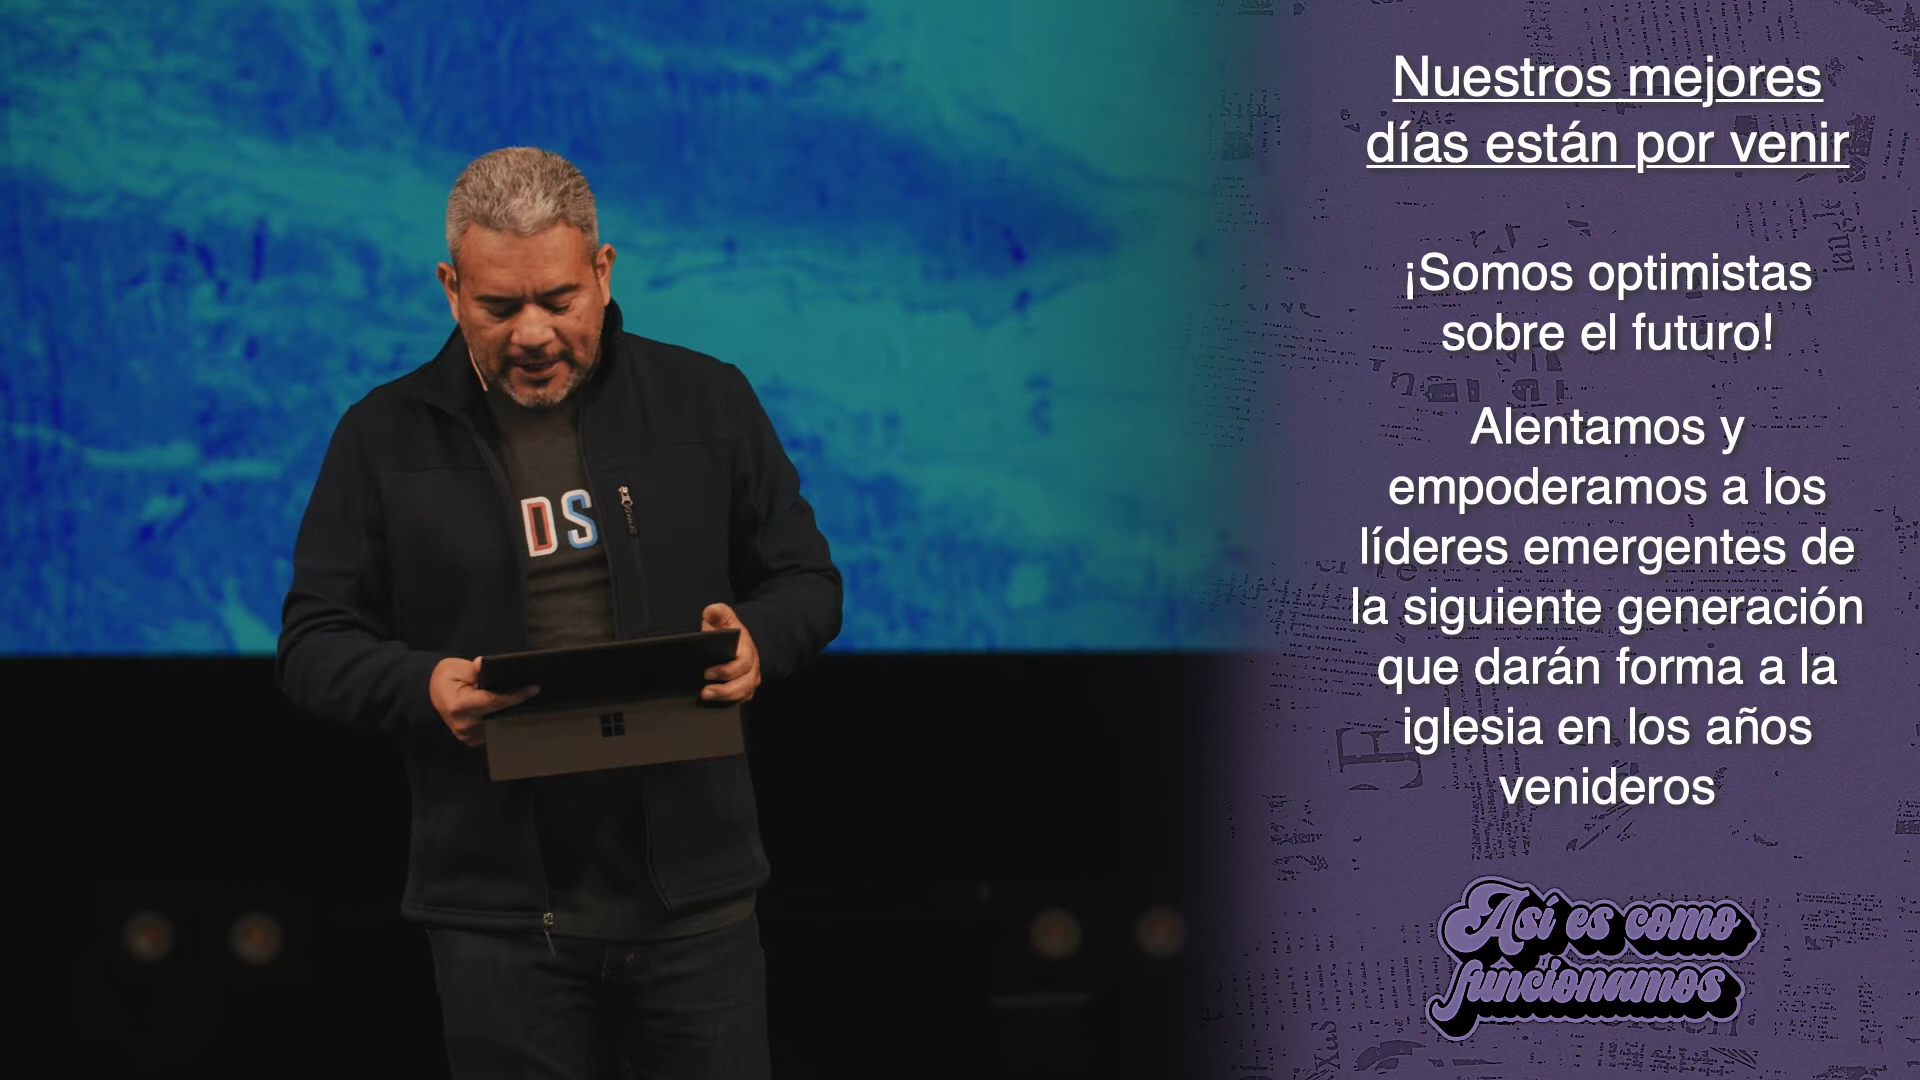 Nuestros mejores
días están por venir
¡Somos optimistas
sobre el futuro!
Alentamos y
empoderamos a los
líderes emergentes de
la siguiente generación
que darán forma a la
iglesia en los años
venideros
Así es como
funcionamos
DS